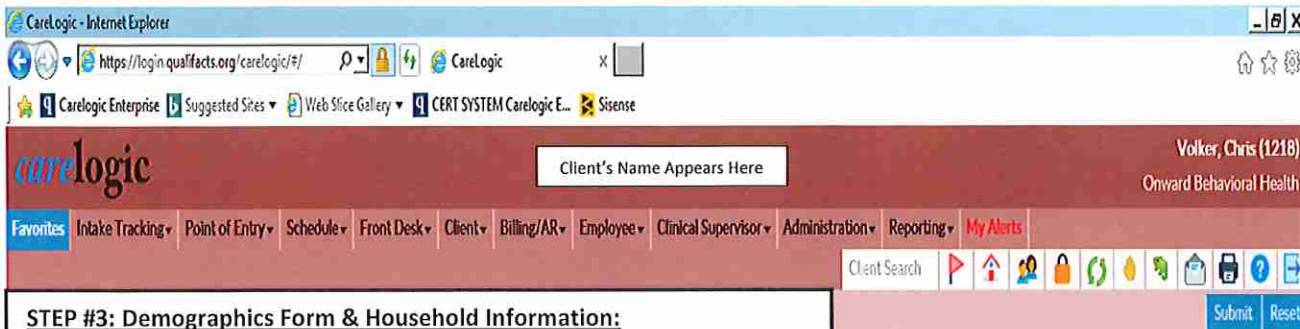 CareLogic - Internet Explorer
https://login.qualifacts.org/carelogic/#/ CareLogic x
Carelogic Enterprise Suggested Sites Web Slice Gallery CERT SYSTEM Carelogic E... Sisense
carelogic
Client's Name Appears Here
Volker, Chris (1218)
Onward Behavioral Health
Favorites Intake Tracking Point of Entry Schedule Front Desk Client Billing/AR Employee Clinical Supervisor Administration Reporting My Alerts
Client Search
STEP #3: Demographics Form & Household Information:
Submit Reset